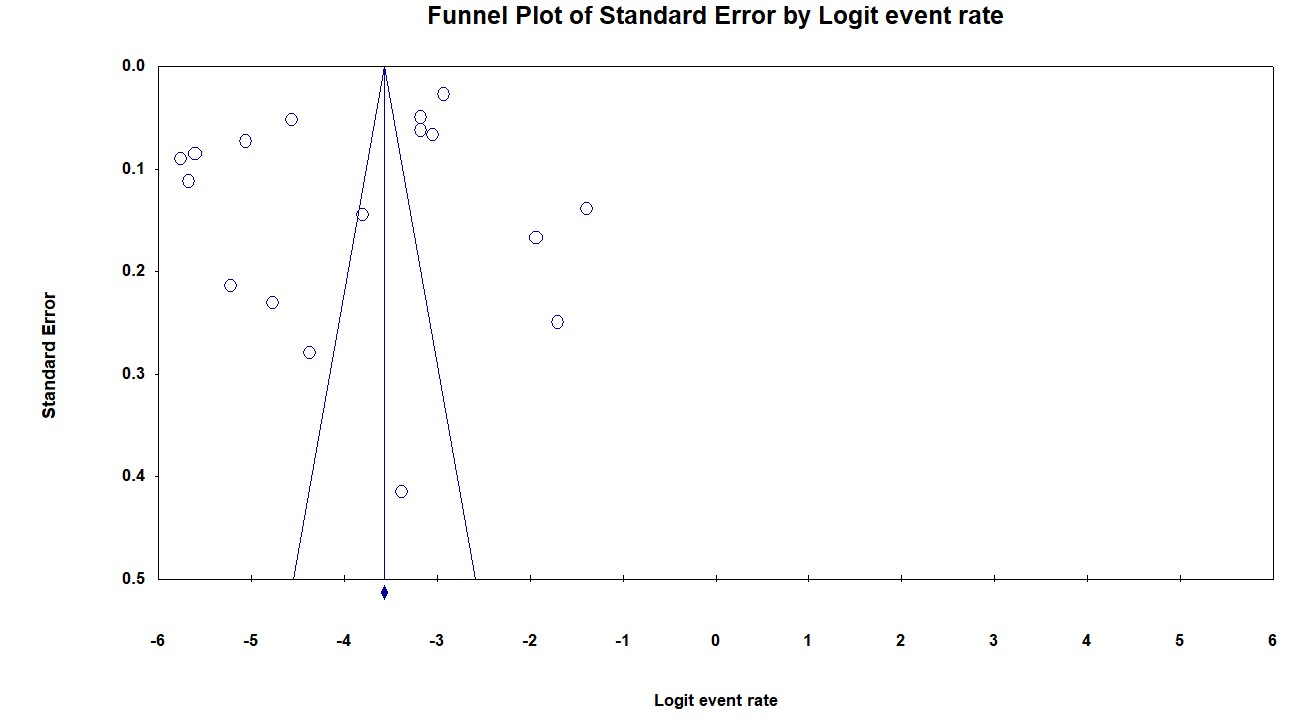 Funnel Plot of Standard Error by Logit event rate
0.0
0.1
0.2
0.3
0.4
0.5
Standard Error
-6 -5 -4 -3 -2 -1 0 1 2 3 4 5 6
Logit event rate